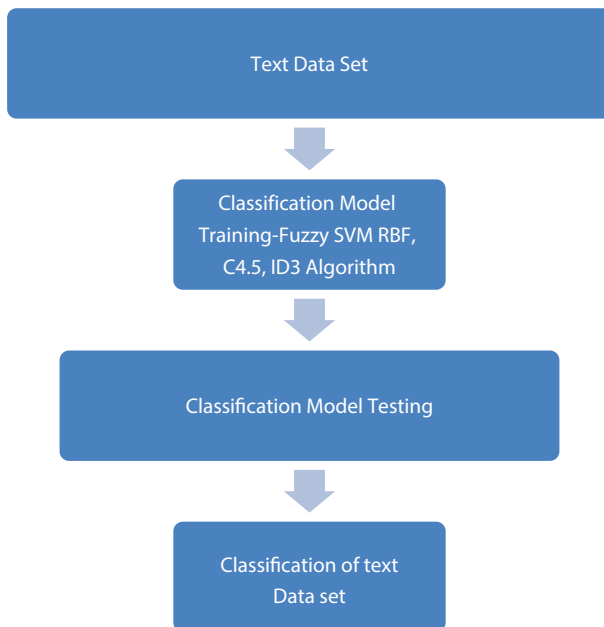 Text Data Set
Classification Model
Training-Fuzzy SVM RBF,
C4.5, ID3 Algorithm
Classification Model Testing
Classification of text
Data set